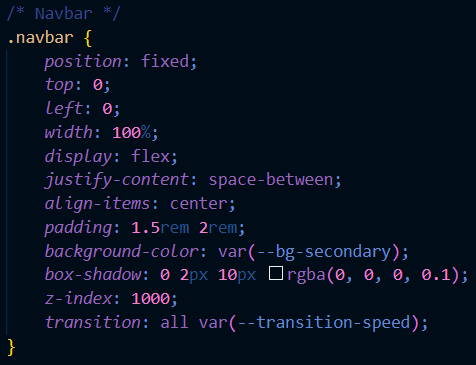 /* Navbar */
.navbar {
position: fixed;
top: 0;
left: 0;
width: 100%;
display: flex;
justify-content: space-between;
align-items: center;
padding: 1.5rem 2rem;
background-color: var(--bg-secondary);
box-shadow: 0 2px 10px rgba(0, 0, 0, 0.1);
z-index: 1000;
transition: all var(--transition-speed);
}